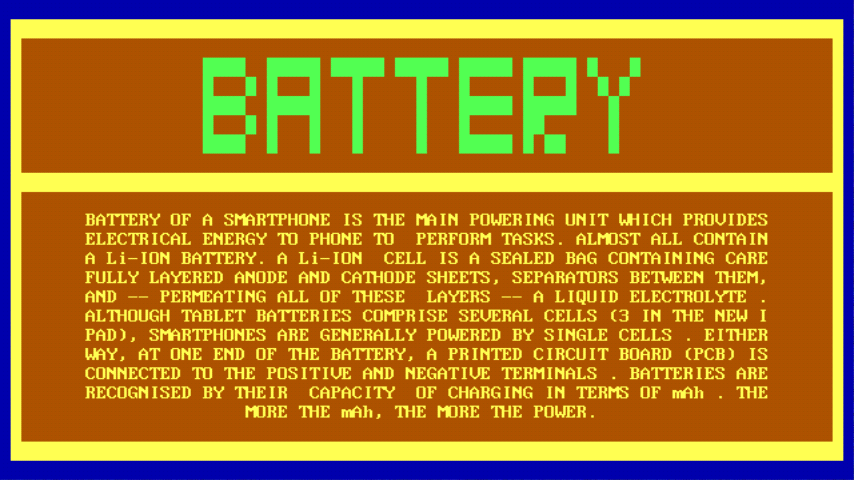 BATTERY
BATTERY OF A SMARTPHONE IS THE MAIN POWERING UNIT WHICH PROVIDES
ELECTRICAL ENERGY TO PHONE TO  PERFORM TASKS. ALMOST ALL CONTAIN
A Li-ION BATTERY. A Li-ION  CELL IS A SEALED BAG CONTAINING CARE
FULLY LAYERED ANODE AND CATHODE SHEETS, SEPARATORS BETWEEN THEM,
AND -- PERMEATING ALL OF THESE  LAYERS -- A LIQUID ELECTROLYTE .
ALTHOUGH TABLET BATTERIES COMPRISE SEVERAL CELLS (3 IN THE NEW I
PAD), SMARTPHONES ARE GENERALLY POWERED BY SINGLE CELLS . EITHER
WAY, AT ONE END OF THE BATTERY, A PRINTED CIRCUIT BOARD (PCB) IS
CONNECTED TO THE POSITIVE AND NEGATIVE TERMINALS . BATTERIES ARE
RECOGNISED BY THEIR  CAPACITY  OF CHARGING IN TERMS OF mAh . THE
MORE THE mAh, THE MORE THE POWER.